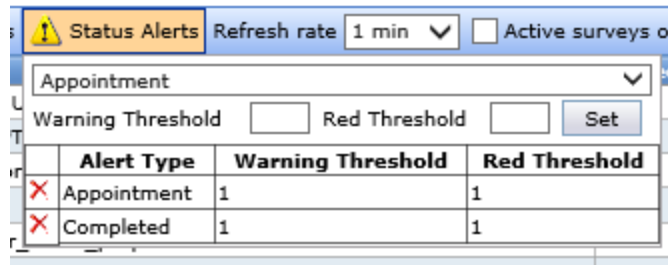 Status Alerts Refresh rate 1 min Active surveys
Appointment
Warning Threshold Red Threshold Set
Alert Type Warning Threshold Red Threshold
Appointment 1 1
Completed 1 1